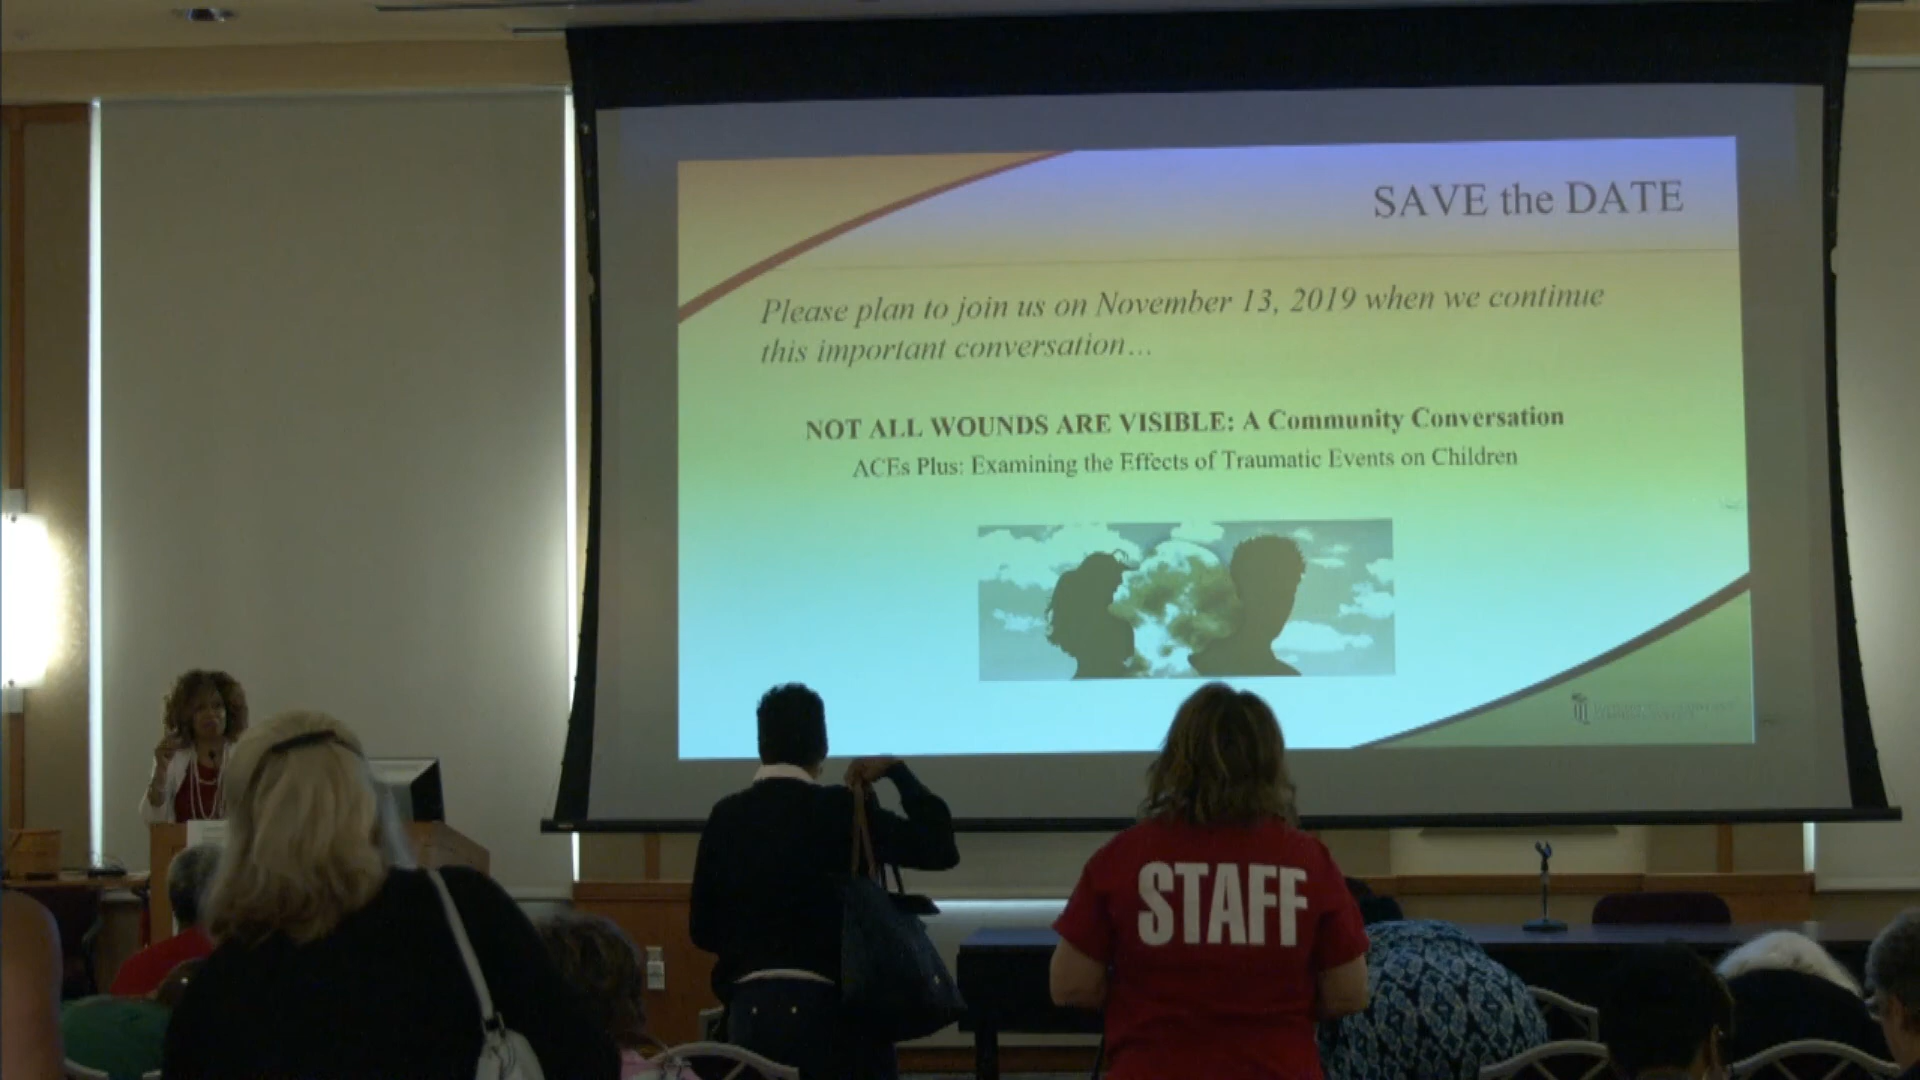 SAVE the DATE
Please plan to join us on November 13, 2019 when we continue
this important conversation…
NOT ALL WOUNDS ARE VISIBLE: A Community Conversation
ACEs Plus: Examining the Effects of Traumatic Events on Children
STAFF